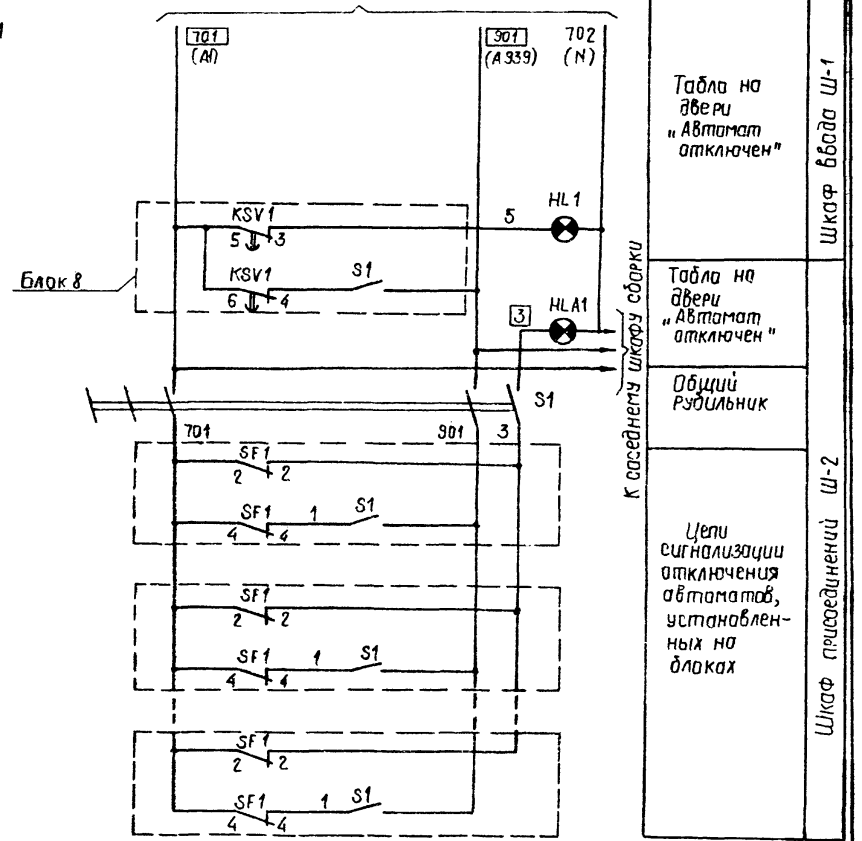 701
(АП)
901
(А939)
702
(N)
KSV1
5
3
5
HL1
Блок 8
KSV1
6
4
S1
3
HLA1
S1
701
901
3
SF1
2
2
SF1
4
4
1
S1
SF1
2
2
SF1
4
4
1
S1
SF1
2
2
SF1
4
4
1
S1
К соседнему шкафу сборки
Табло на
двери
„Автомат
отключен"
Табло на
двери
„Автомат
отключен"
Общий
рубильник
Цепи
сигнализации
отключения
автоматов,
установлен-
ных на
блоках
Шкаф ввода Ш-1
Шкаф присоединений Ш-2